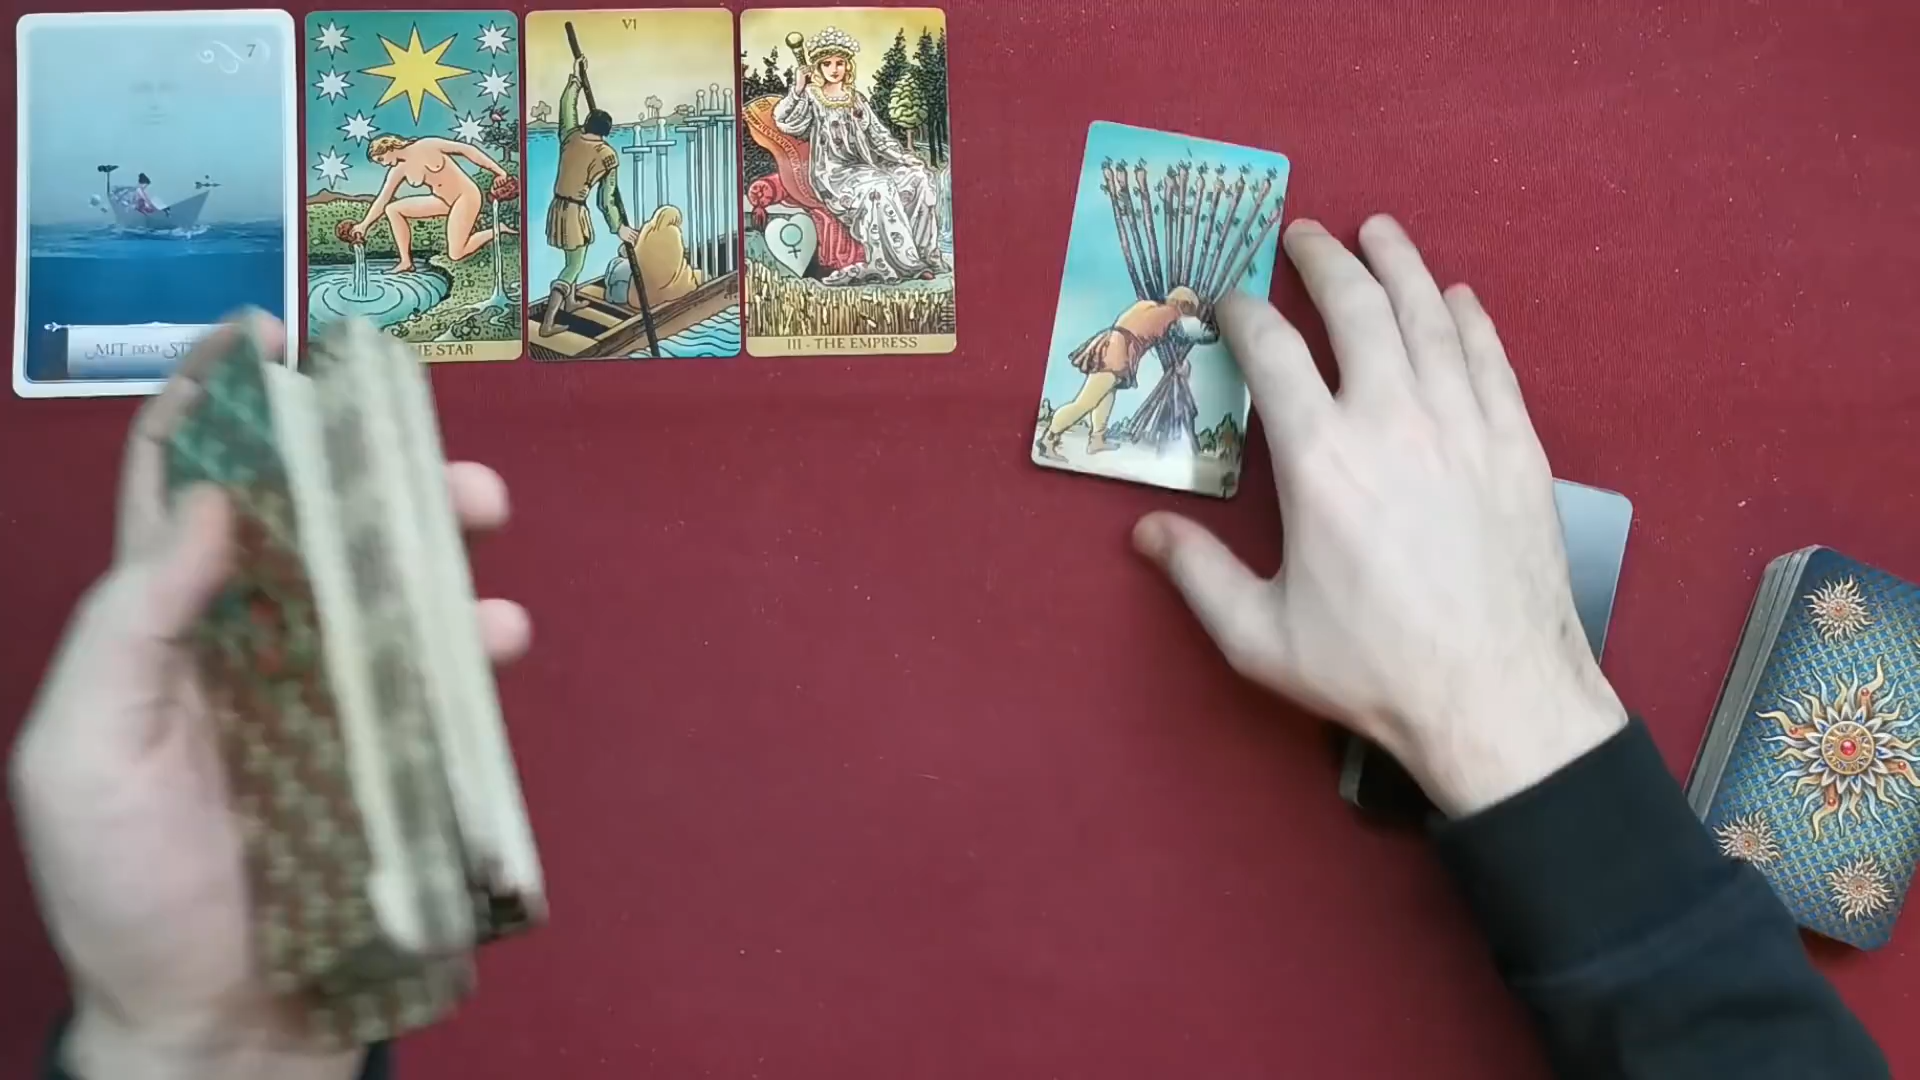 7
MIT DEM ST
HE STAR
VI
III - THE EMPRESS